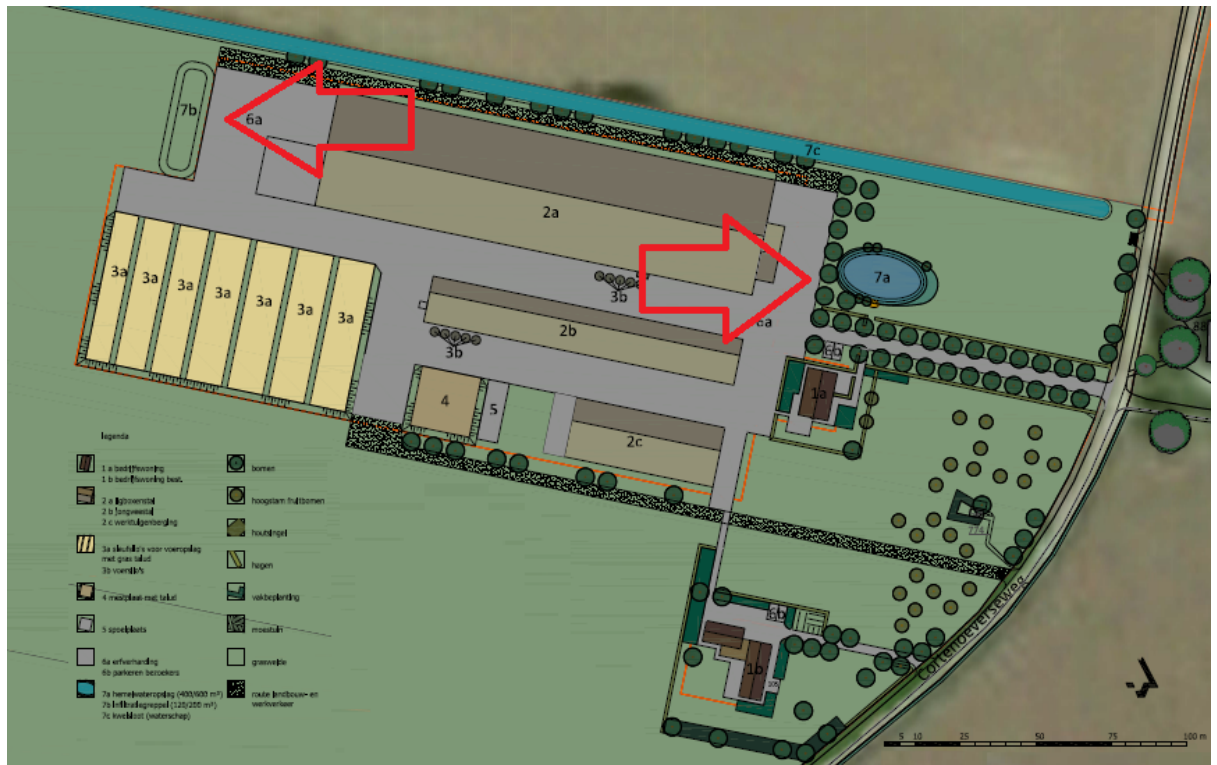 7b
6a
7c
2a
7a
3a
3a
3a
3a
3a
3a
3a
3b
2b
3b
6b
1a
4
5
2c
legenda
1 a bedrijfswoning
1 b bedrijfswoning best.
2 a ligboxenstal
2 b jongveestal
2 c werktuigenberging
3a sleufsilo's voor voeropslag
met gras talud
3b voersilo's
4 mestplaat met talud
5 spoelplaats
6a erfverharding
6b parkeren bezoekers
7a hemelwateropslag (400/600 m³)
7b infiltratiegreppel (120/200 m³)
7c kwelsloot (waterschap)
bomen
hoogstam fruitbomen
houtsingel
hagen
vakbeplanting
moestuin
grasweide
route landbouw- en
werkverkeer
6b
1b
Cortenoeverseweg
5 10 25 50 75 100 m